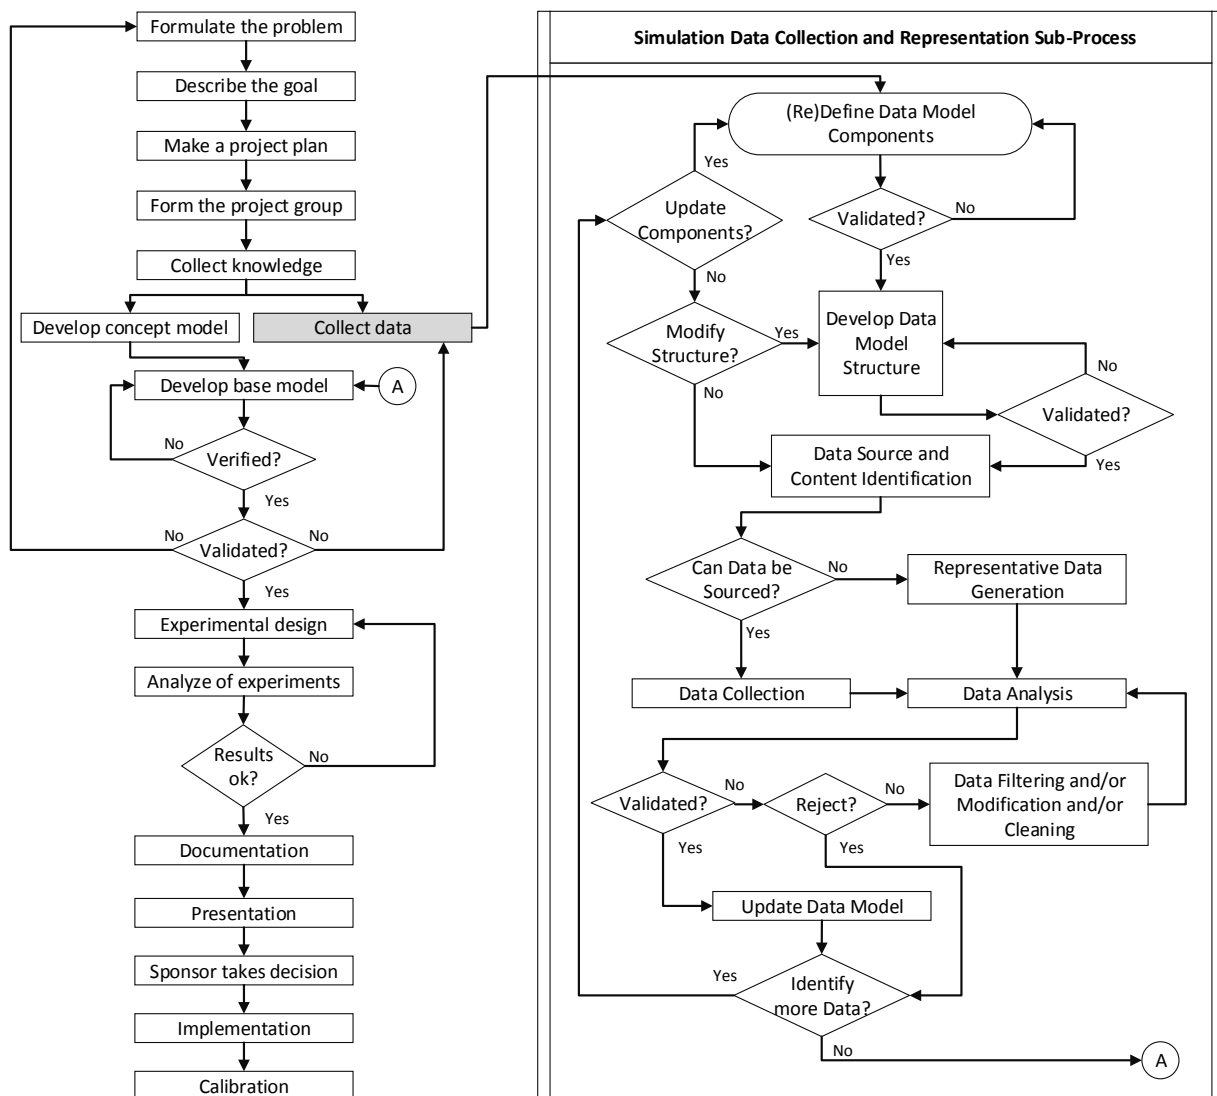 Formulate the problem
Describe the goal
Make a project plan
Form the project group
Collect knowledge
Develop concept model
Collect data
Develop base model
A
No
Verified?
Yes
No
No
Validated?
Yes
Experimental design
Analyze of experiments
Results
ok?
No
Yes
Documentation
Presentation
Sponsor takes decision
Implementation
Calibration
Simulation Data Collection and Representation Sub-Process
(Re)Define Data Model
Components
Yes
Update
Components?
Validated?
No
Yes
No
Modify
Structure?
Yes
Develop Data
Model
Structure
No
No
Validated?
Yes
Data Source and
Content Identification
Can Data be
Sourced?
No
Representative Data
Generation
Yes
Data Collection
Data Analysis
Validated?
No
Reject?
No
Data Filtering and/or
Modification and/or
Cleaning
Yes
Yes
Update Data Model
Yes
Identify
more Data?
No
A